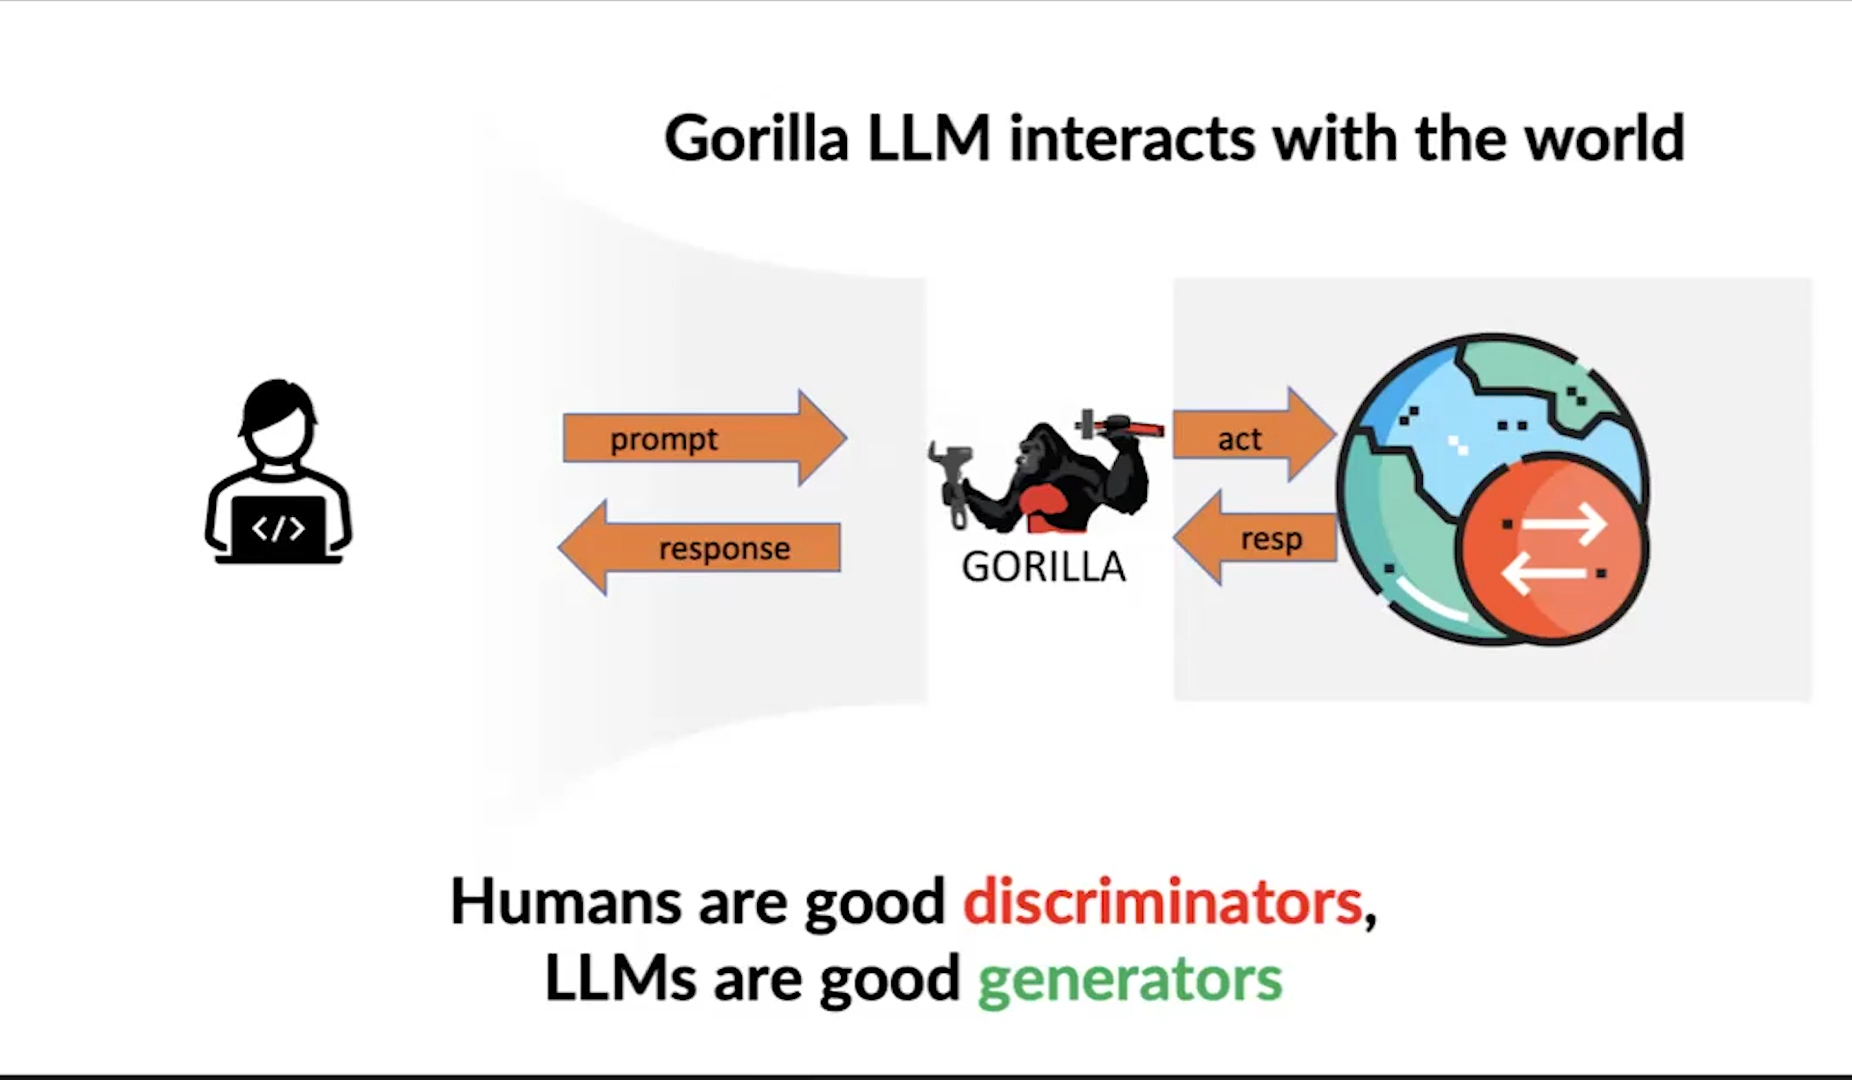 Gorilla LLM interacts with the world
prompt
act
response
resp
</>
GORILLA
Humans are good discriminators,
LLMs are good generators